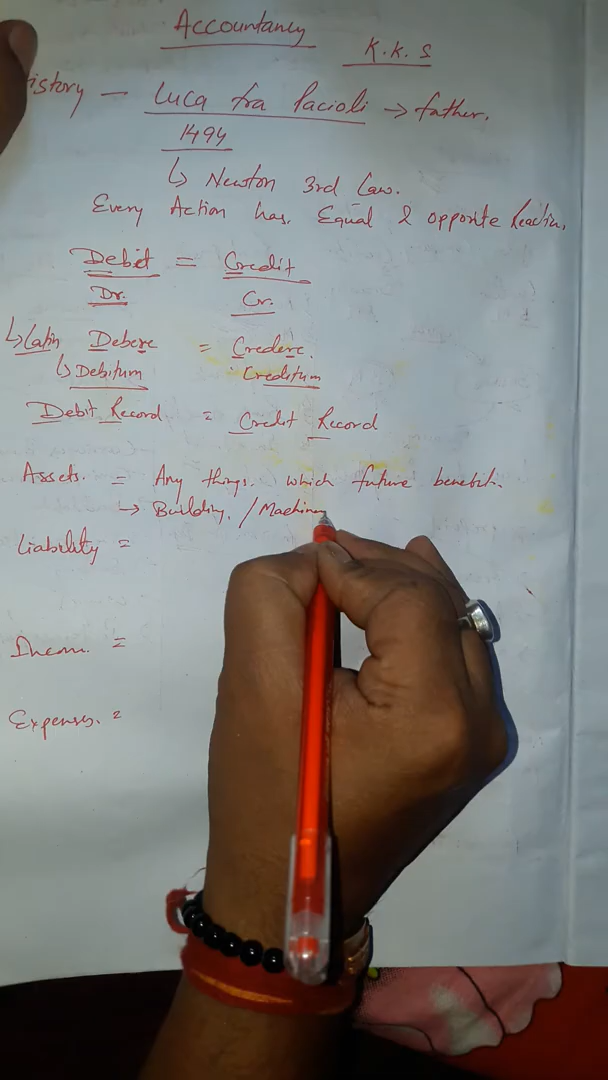 Accountancy
K.K.S
istory - Luca fra Pacioli → father.
1494
↳ Newton 3rd Law.
Every Action has. Equal & opposite Reaction.
Debit = Credit
Dr. Cr.
↳ Latin Debere = Credere.
↳ Debitum Creditum
Debit Record = Credit Record
Assets. = Any things. which future benefit.
→ Building. / Machinery
Liability =
Incom. =
Expenses. =